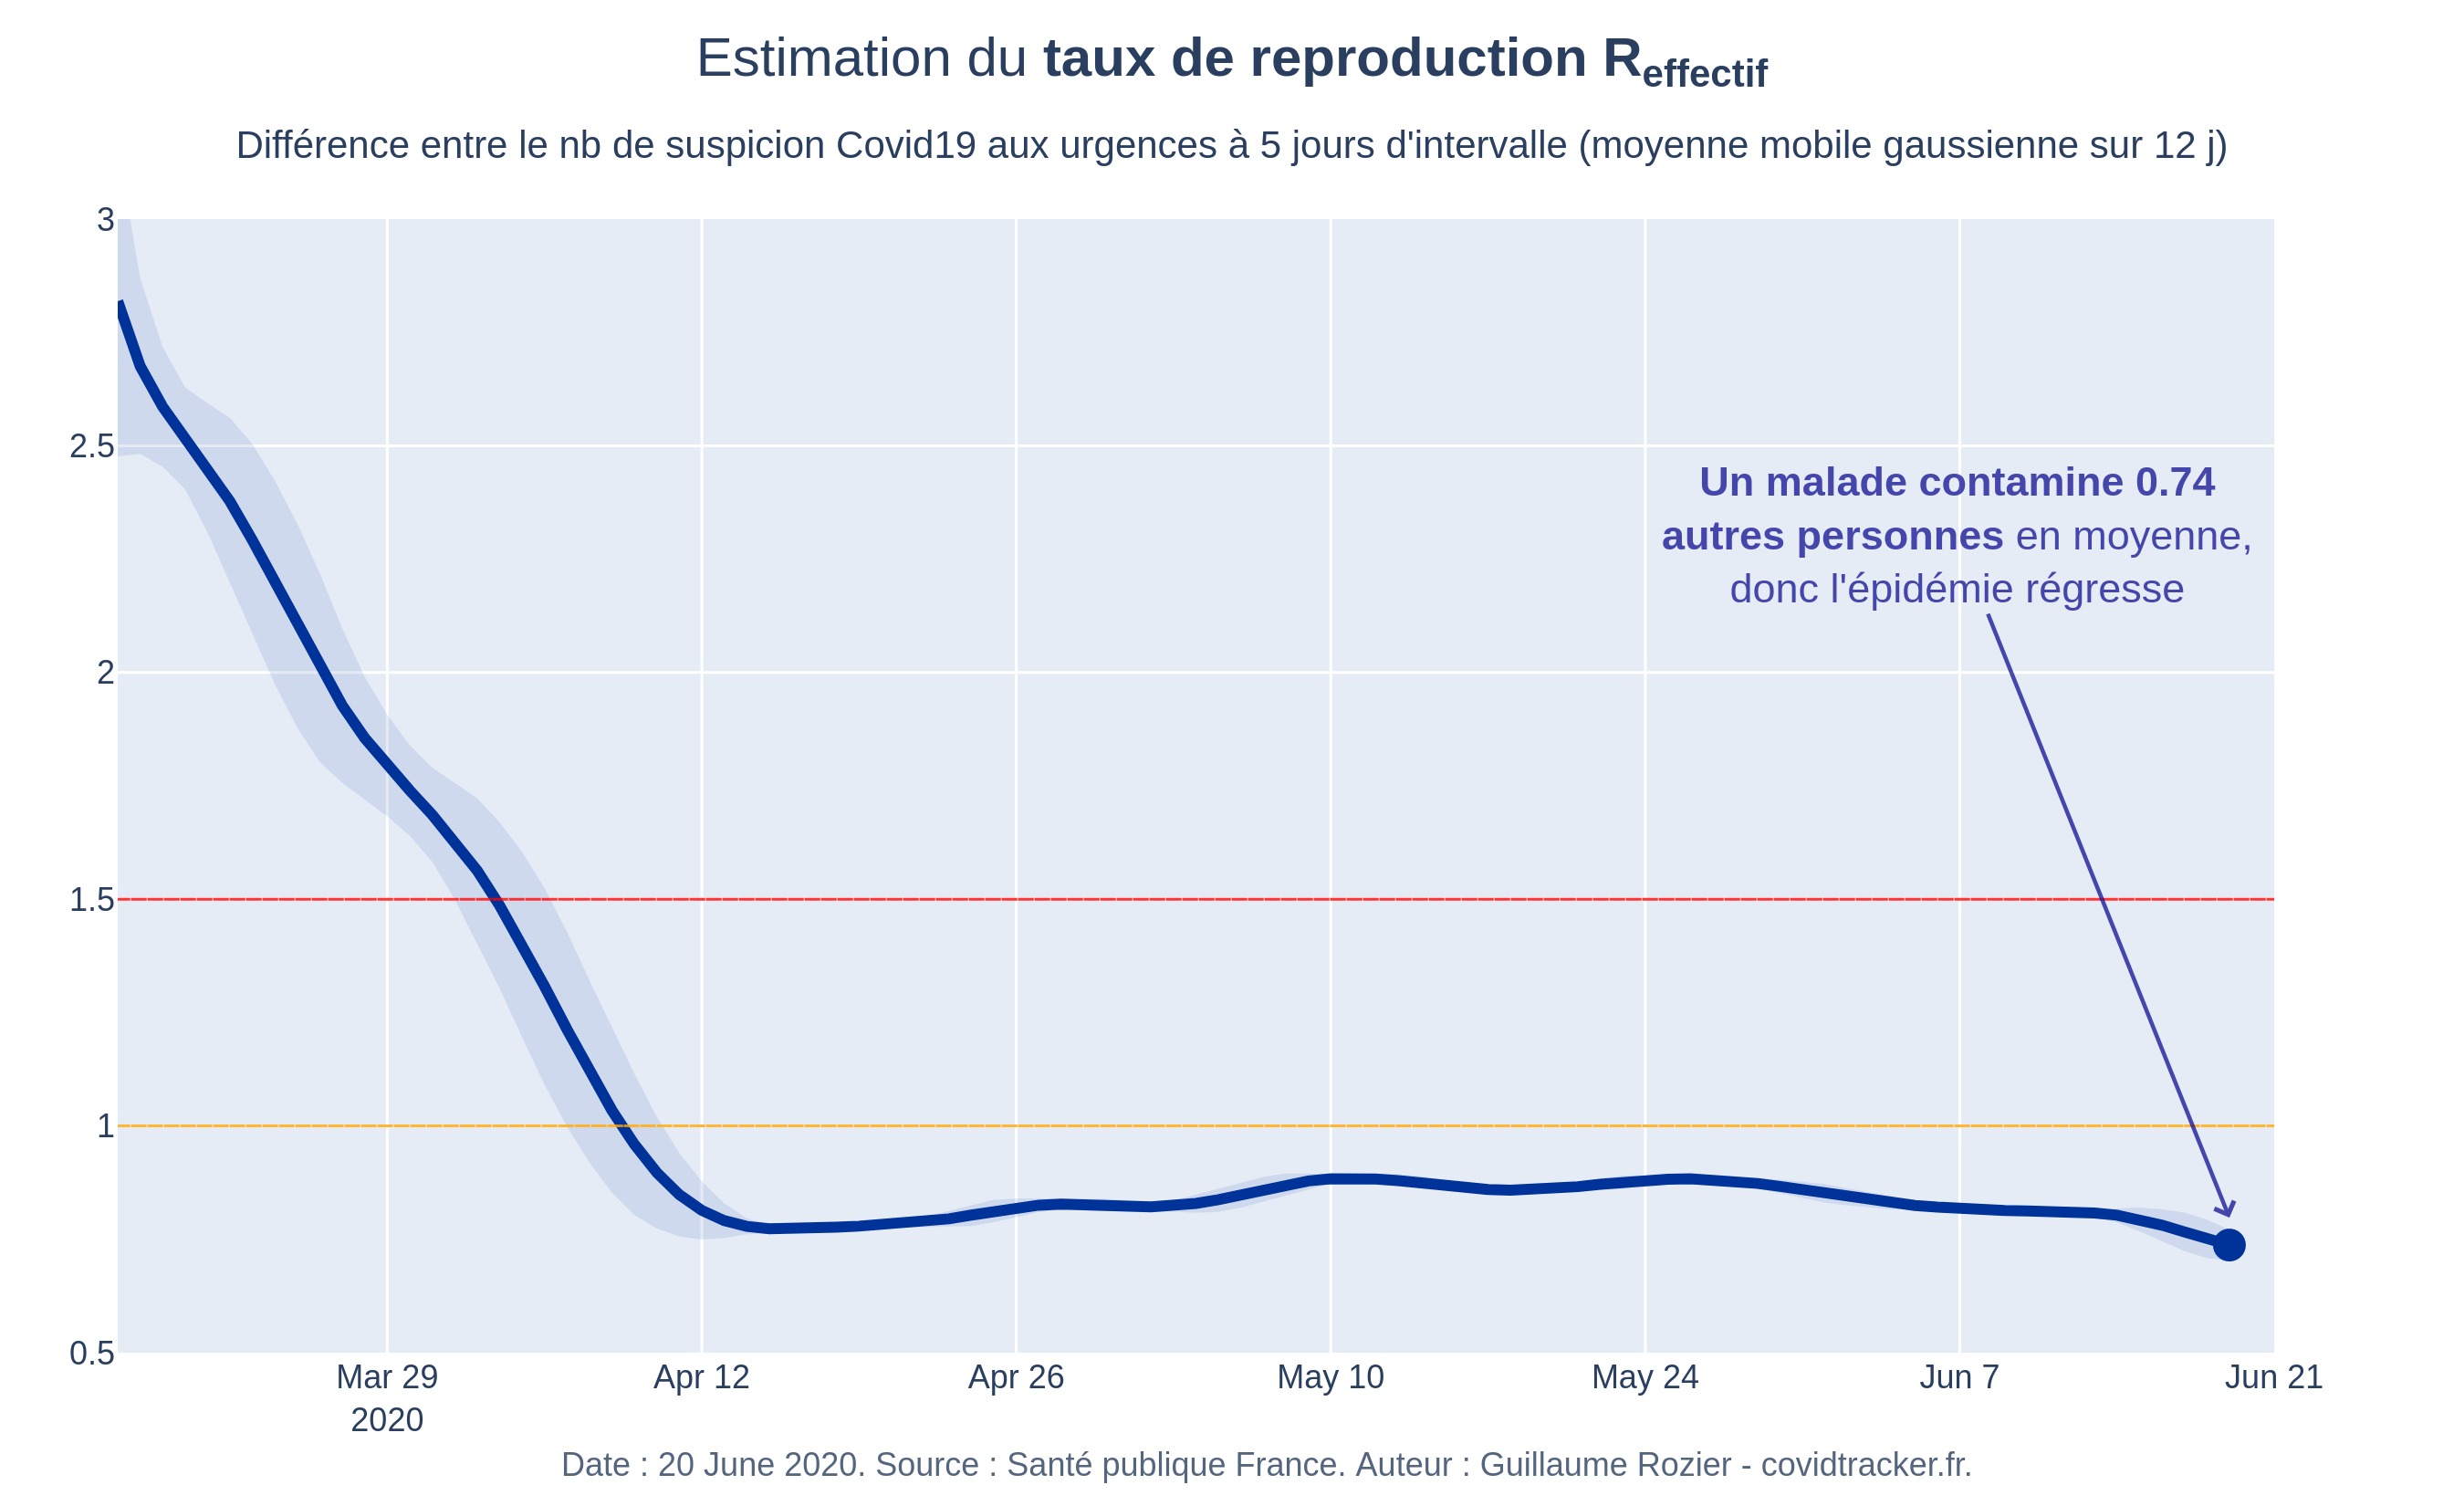 Estimation du taux de reproduction Reffectif
Différence entre le nb de suspicion Covid19 aux urgences à 5 jours d'intervalle (moyenne mobile gaussienne sur 12 j)
3
2.5
2
1.5
1
0.5
Un malade contamine 0.74
autres personnes en moyenne,
donc l'épidémie régresse
Mar 29
2020
Apr 12
Apr 26
May 10
May 24
Jun 7
Jun 21
Date : 20 June 2020. Source : Santé publique France. Auteur : Guillaume Rozier - covidtracker.fr.